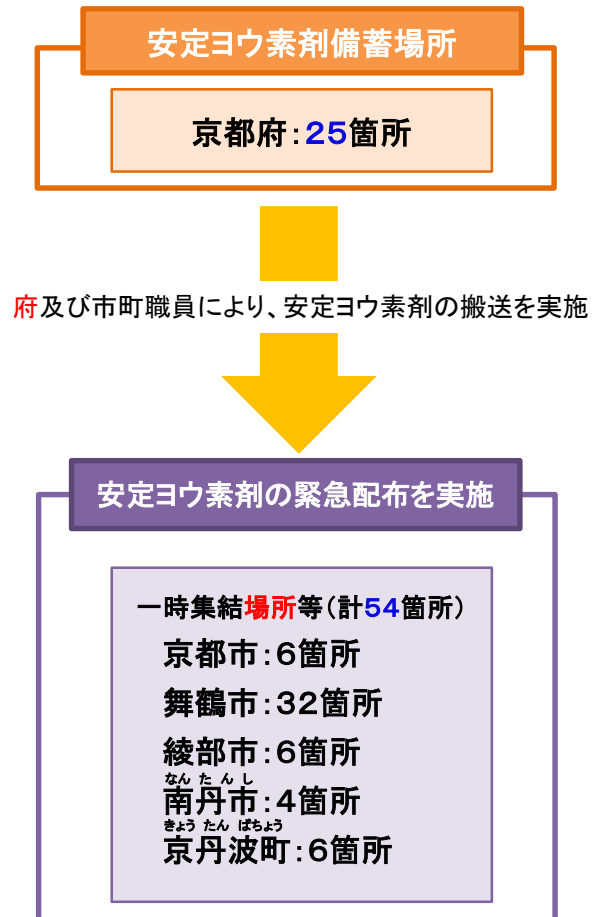 安定ヨウ素剤備蓄場所
京都府：25箇所
府及び市町職員により、安定ヨウ素剤の搬送を実施
安定ヨウ素剤の緊急配布を実施
一時集結場所等（計54箇所）
京都市：6箇所
舞鶴市：32箇所
綾部市：6箇所
なんたんし
南丹市：4箇所
きょうたんばちょう
京丹波町：6箇所